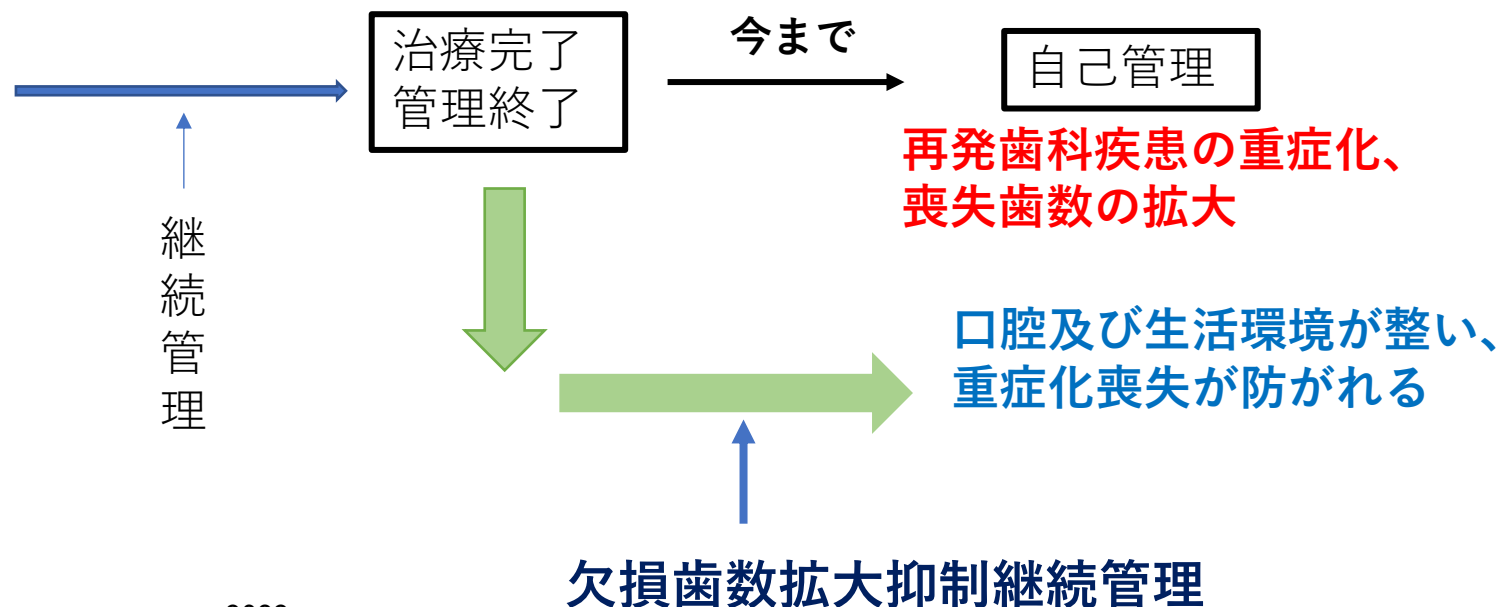 治療完了
管理終了
今まで
自己管理
再発歯科疾患の重症化、
喪失歯数の拡大
継続管理
口腔及び生活環境が整い、
重症化喪失が防がれる
欠損歯数拡大抑制継続管理